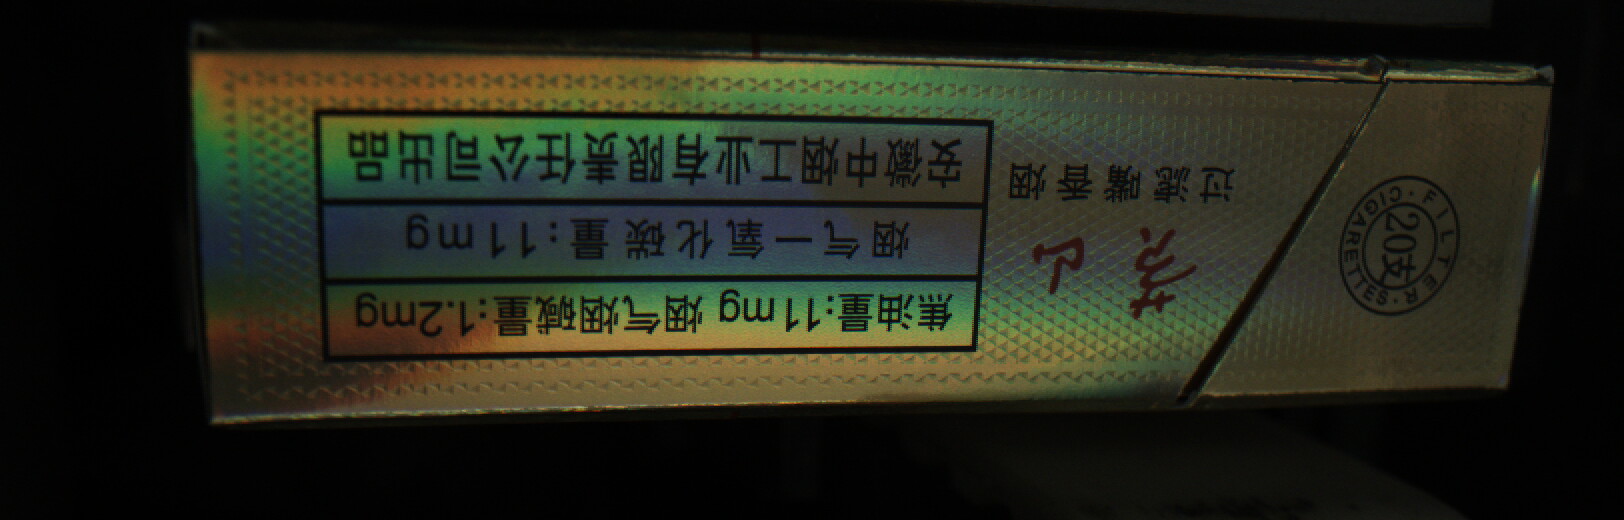 FILTER CIGARETTES
20支
黄山
过滤嘴香烟
焦油量:11mg 烟气烟碱量:1.2mg
烟气一氧化碳量:11mg
安徽中烟工业有限责任公司出品